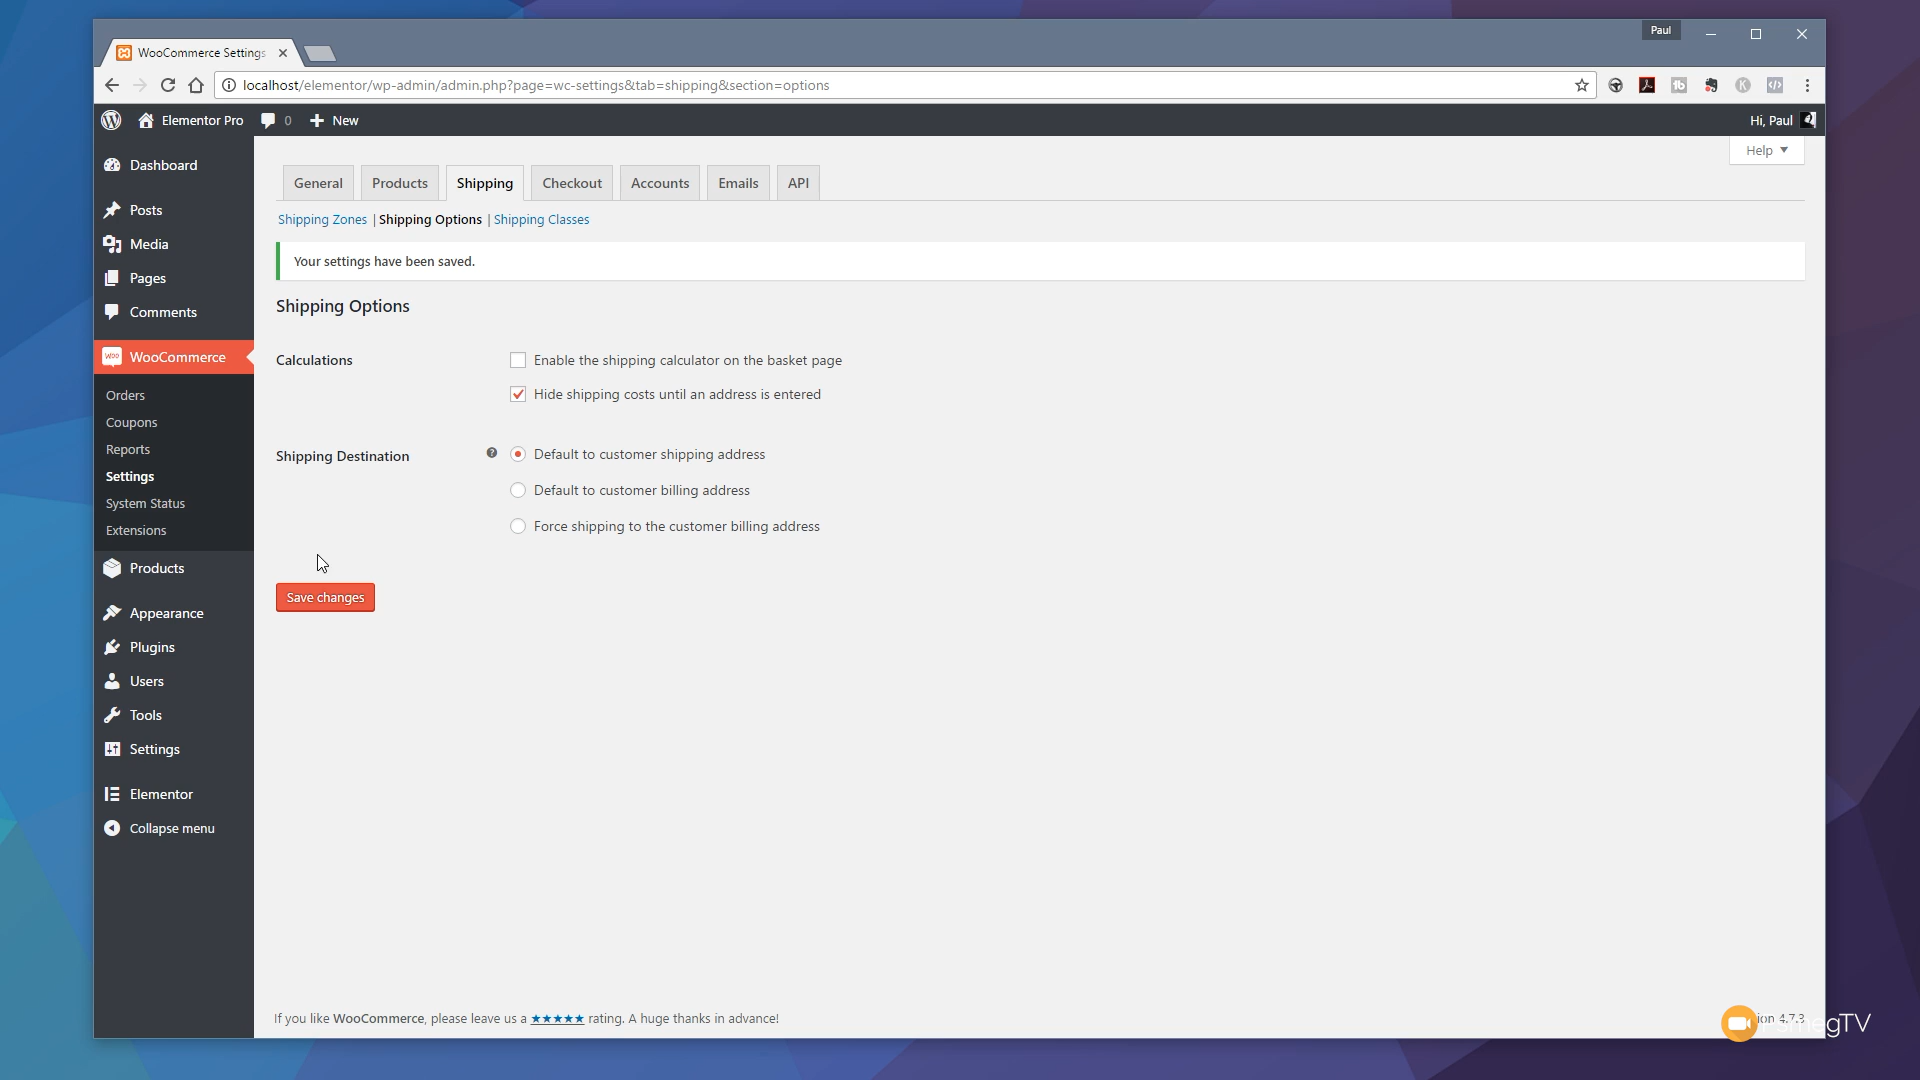 Paul
WooCommerce Settings
localhost/elementor/wp-admin/admin.php?page=wc-settings&tab=shipping&section=options
Elementor Pro 0 New Hi, Paul
Help
Dashboard
Posts
Media
Pages
Comments
WooCommerce
Orders
Coupons
Reports
Settings
System Status
Extensions
Products
Appearance
Plugins
Users
Tools
Settings
Elementor
Collapse menu
General Products Shipping Checkout Accounts Emails API
Shipping Zones | Shipping Options | Shipping Classes
Your settings have been saved.
Shipping Options
Calculations
Enable the shipping calculator on the basket page
Hide shipping costs until an address is entered
Shipping Destination
Default to customer shipping address
Default to customer billing address
Force shipping to the customer billing address
Save changes
If you like WooCommerce, please leave us a ★★★★★ rating. A huge thanks in advance!
4.7.3